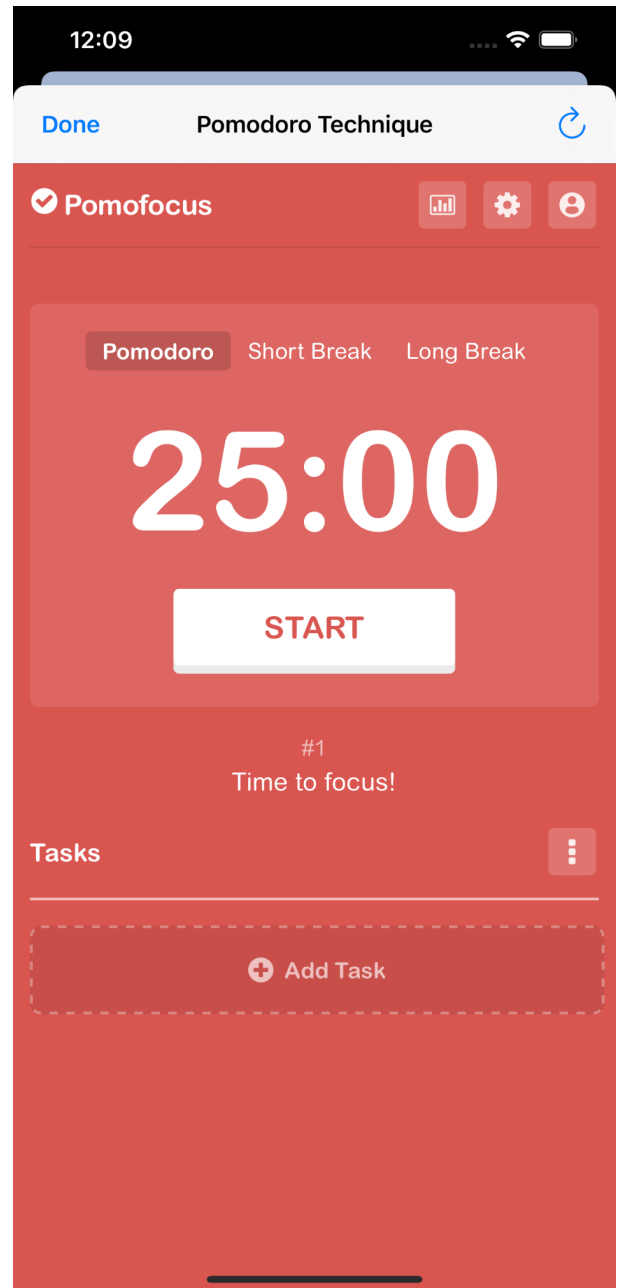 12:09
Done Pomodoro Technique
Pomofocus
Pomodoro Short Break Long Break
25:00
START
#1
Time to focus!
Tasks
Add Task